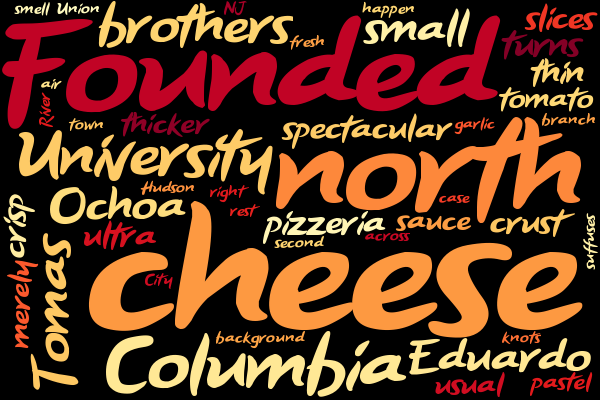 smell Union
brothers
NJ
fresh
happen
small
slices
Founded
turns
air
thin
tomato
River
town
thicker
spectacular
garlic
branch
University
north
Hudson
right
Ochoa
rest
case
crisp
ultra
pizzeria
sauce
crust
second
across
suffuses
merely
Tomas
City
cheese
background
knots
Columbia
Eduardo
usual
pastel